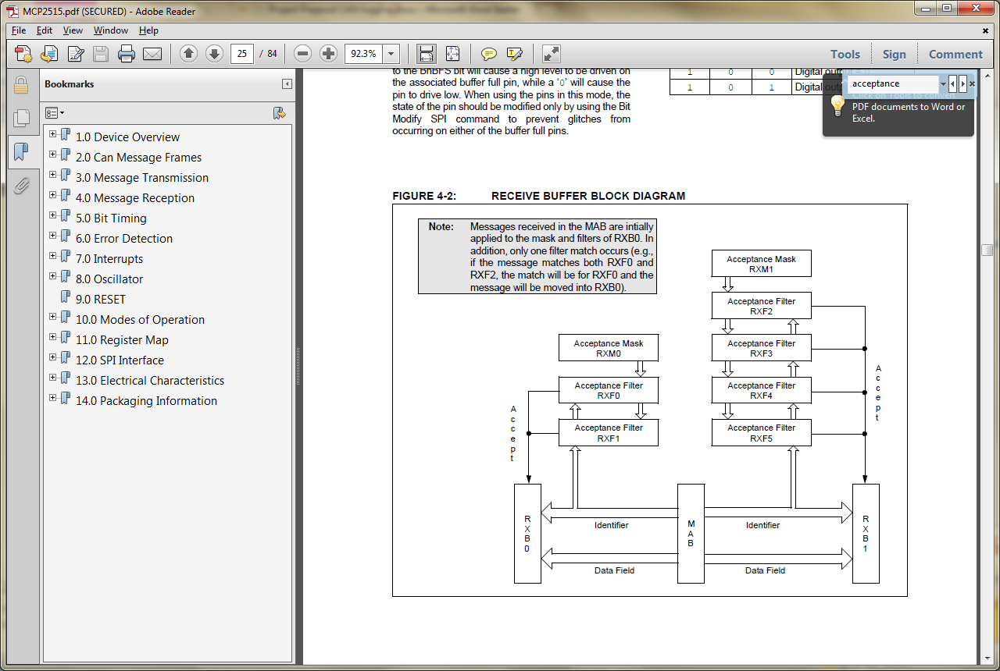 MCP2515.pdf (SECURED) - Adobe Reader
File Edit View Window Help
25 / 84
92.3%
Tools Sign Comment
Bookmarks
1.0 Device Overview
2.0 Can Message Frames
3.0 Message Transmission
4.0 Message Reception
5.0 Bit Timing
6.0 Error Detection
7.0 Interrupts
8.0 Oscillator
9.0 RESET
10.0 Modes of Operation
11.0 Register Map
12.0 SPI Interface
13.0 Electrical Characteristics
14.0 Packaging Information
to the BnBFS bit will cause a high level to be driven on
the associated buffer full pin, while a ‘0’ will cause the
pin to drive low. When using the pins in this mode, the
state of the pin should be modified only by using the Bit
Modify SPI command to prevent glitches from
occurring on either of the buffer full pins.
1 0 0 Digital output = 0
1 0 1 Digital
acceptance
Click on Tools to convert
PDF documents to Word or
Excel.
FIGURE 4-2: RECEIVE BUFFER BLOCK DIAGRAM
Note: Messages received in the MAB are intially
applied to the mask and filters of RXB0. In
addition, only one filter match occurs (e.g.,
if the message matches both RXF0 and
RXF2, the match will be for RXF0 and the
message will be moved into RXB0).
Acceptance Mask
RXM1
Acceptance Filter
RXF2
Acceptance Mask
RXM0
Acceptance Filter
RXF3
Acceptance Filter
RXF0
Acceptance Filter
RXF4
Acceptance Filter
RXF1
Acceptance Filter
RXF5
Accept
Accept
RXB0
Identifier
MAB
Identifier
RXB1
Data Field
Data Field